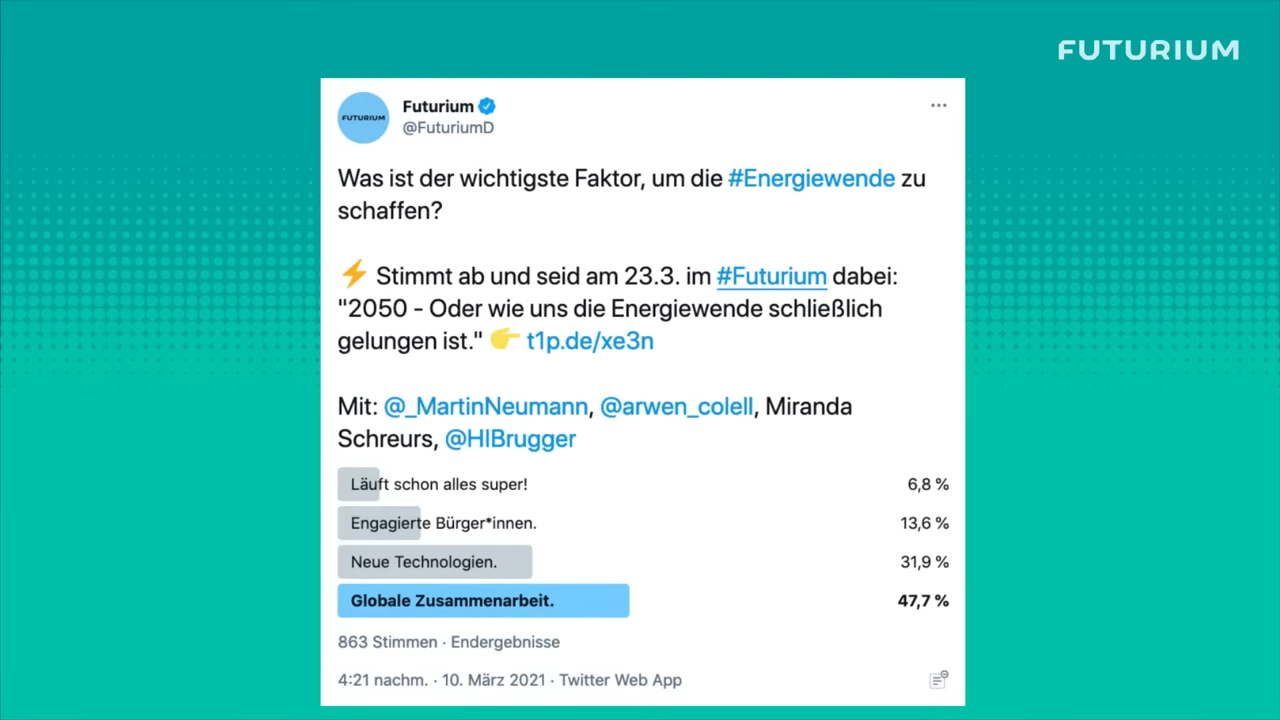 FUTURIUM
FUTURIUM
Futurium
@FuturiumD
Was ist der wichtigste Faktor, um die #Energiewende zu
schaffen?
⚡ Stimmt ab und seid am 23.3. im #Futurium dabei:
"2050 - Oder wie uns die Energiewende schließlich
gelungen ist." 👉 t1p.de/xe3n
Mit: @_MartinNeumann, @arwen_colell, Miranda
Schreurs, @HIBrugger
Läuft schon alles super! 6,8 %
Engagierte Bürger*innen. 13,6 %
Neue Technologien. 31,9 %
Globale Zusammenarbeit. 47,7 %
863 Stimmen · Endergebnisse
4:21 nachm. · 10. März 2021 · Twitter Web App